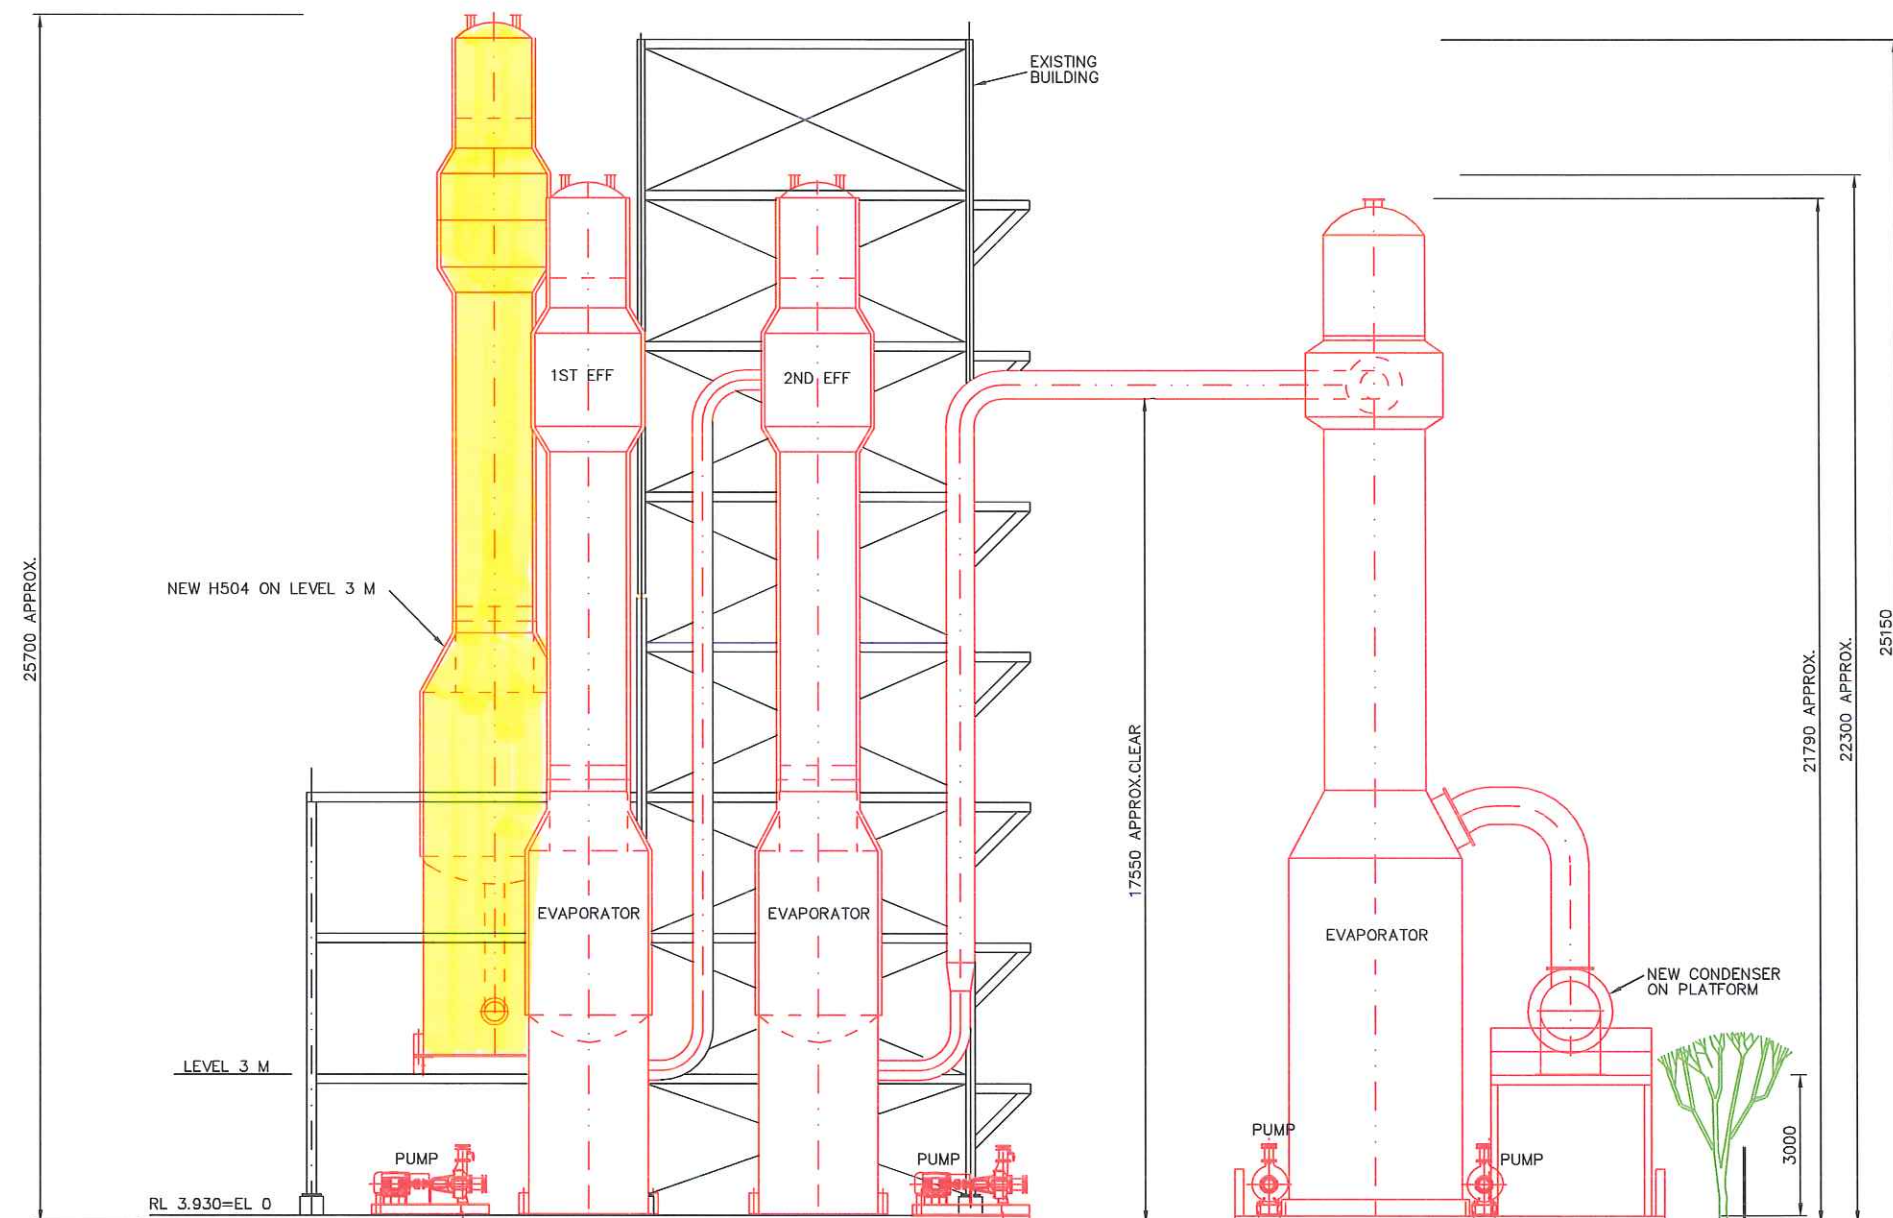 EXISTING
BUILDING
1ST EFF
2ND EFF
25700 APPROX.
NEW H504 ON LEVEL 3 M
25150
22300 APPROX.
21790 APPROX.
17550 APPROX.CLEAR
EVAPORATOR
EVAPORATOR
EVAPORATOR
NEW CONDENSER
ON PLATFORM
LEVEL 3 M
3000
PUMP
PUMP
PUMP
PUMP
RL 3.930=EL 0